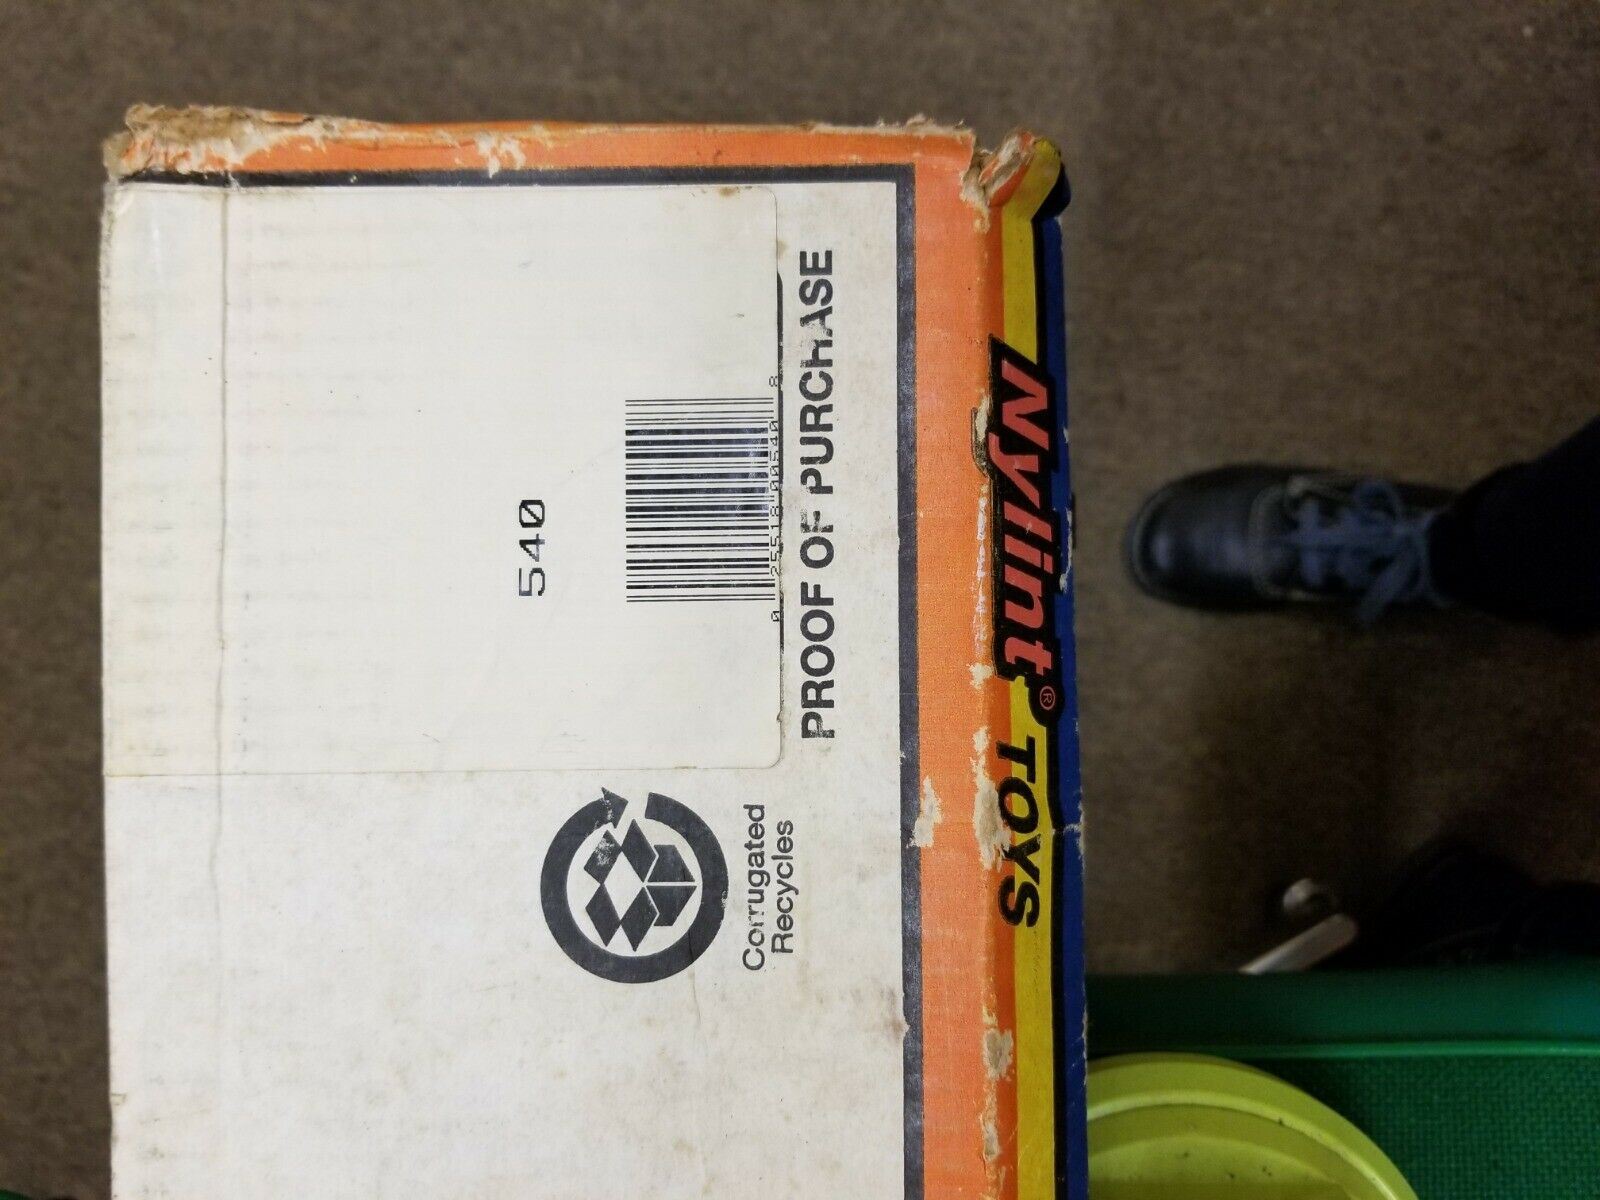 540
0 25518 00540 8
PROOF OF PURCHASE
Corrugated
Recycles
Nylint® TOYS